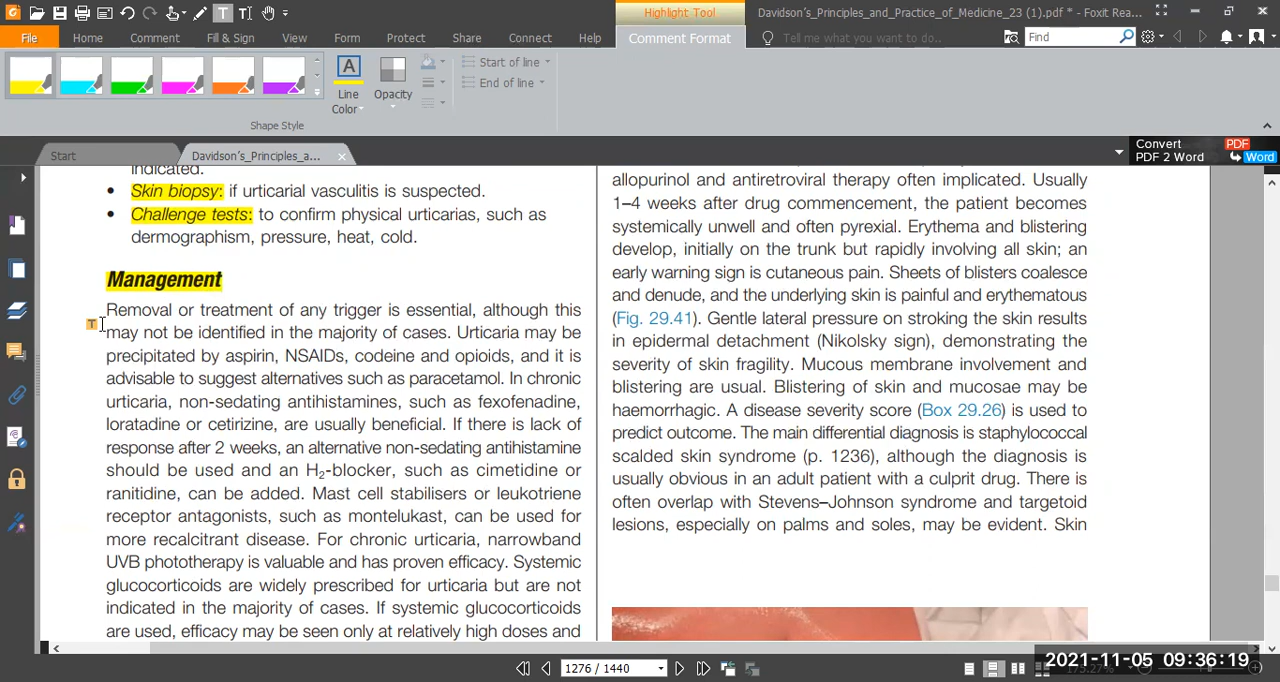 Highlight Tool
Davidson's_Principles_and_Practice_of_Medicine_23 (1).pdf * - Foxit Rea...
File
Home
Comment
Fill & Sign
View
Form
Protect
Share
Connect
Help
Comment Format
Tell me what you want to do..
Find
Line
Color
Opacity
Start of line
End of line
Shape Style
Start
Davidson's_Principles_a...
Convert
PDF 2 Word
PDF
Word
indicated.
• Skin biopsy: if urticarial vasculitis is suspected.
• Challenge tests: to confirm physical urticarias, such as
dermographism, pressure, heat, cold.
Management
Removal or treatment of any trigger is essential, although this
may not be identified in the majority of cases. Urticaria may be
precipitated by aspirin, NSAIDs, codeine and opioids, and it is
advisable to suggest alternatives such as paracetamol. In chronic
urticaria, non-sedating antihistamines, such as fexofenadine,
loratadine or cetirizine, are usually beneficial. If there is lack of
response after 2 weeks, an alternative non-sedating antihistamine
should be used and an H₂-blocker, such as cimetidine or
ranitidine, can be added. Mast cell stabilisers or leukotriene
receptor antagonists, such as montelukast, can be used for
more recalcitrant disease. For chronic urticaria, narrowband
UVB phototherapy is valuable and has proven efficacy. Systemic
glucocorticoids are widely prescribed for urticaria but are not
indicated in the majority of cases. If systemic glucocorticoids
are used, efficacy may be seen only at relatively high doses and
allopurinol and antiretroviral therapy often implicated. Usually
1–4 weeks after drug commencement, the patient becomes
systemically unwell and often pyrexial. Erythema and blistering
develop, initially on the trunk but rapidly involving all skin; an
early warning sign is cutaneous pain. Sheets of blisters coalesce
and denude, and the underlying skin is painful and erythematous
(Fig. 29.41). Gentle lateral pressure on stroking the skin results
in epidermal detachment (Nikolsky sign), demonstrating the
severity of skin fragility. Mucous membrane involvement and
blistering are usual. Blistering of skin and mucosae may be
haemorrhagic. A disease severity score (Box 29.26) is used to
predict outcome. The main differential diagnosis is staphylococcal
scalded skin syndrome (p. 1236), although the diagnosis is
usually obvious in an adult patient with a culprit drug. There is
often overlap with Stevens–Johnson syndrome and targetoid
lesions, especially on palms and soles, may be evident. Skin
1276 / 1440
2021-11-05 09:36:19